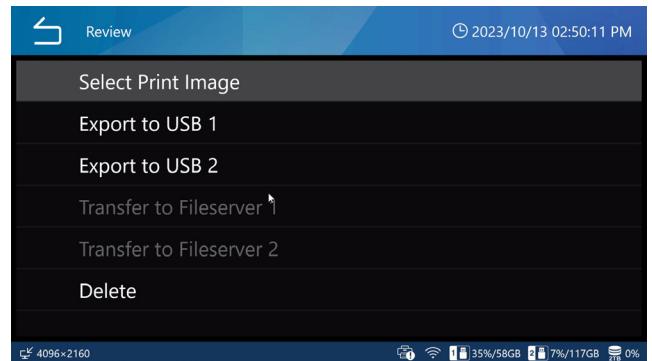 Review
2023/10/13 02:50:11 PM
Select Print Image
Export to USB 1
Export to USB 2
Transfer to Fileserver 1
Transfer to Fileserver 2
Delete
4096×2160 1 35%/58GB 2 7%/117GB 2TB 0%